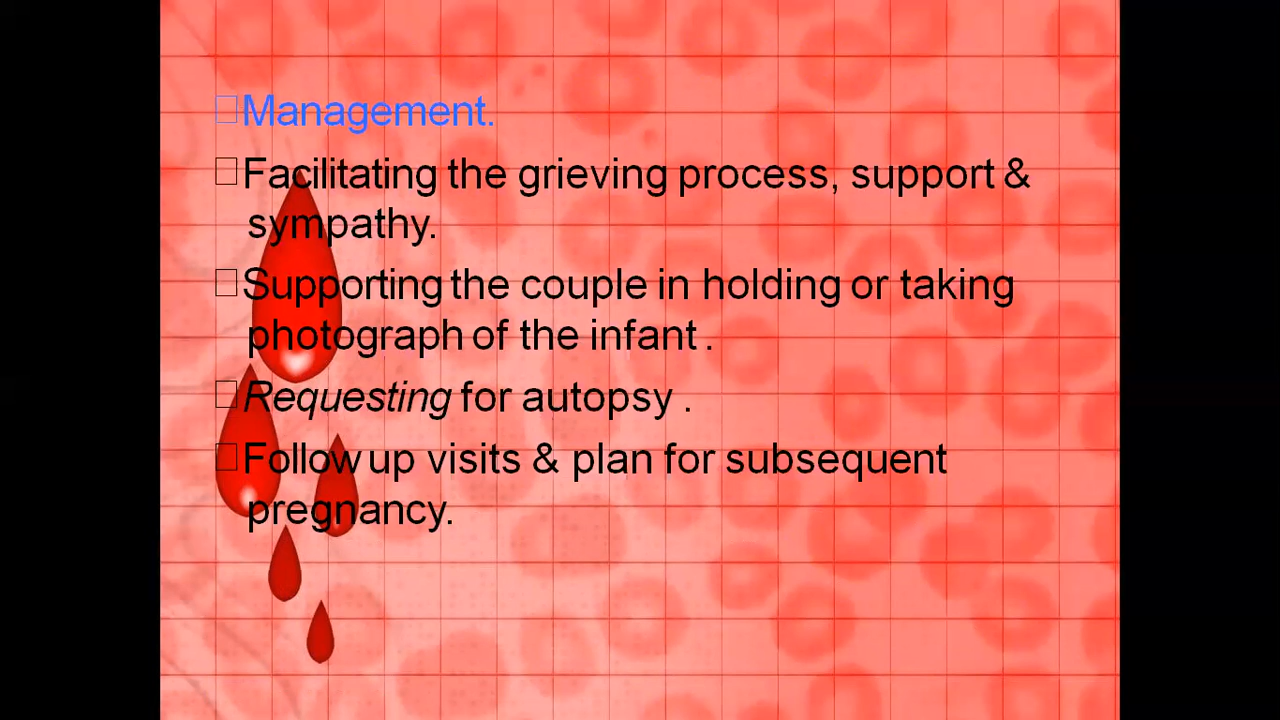 □Management.
□Facilitating the grieving process, support &
sympathy.
□Supporting the couple in holding or taking
photograph of the infant .
□Requesting for autopsy .
□Follow up visits & plan for subsequent
pregnancy.